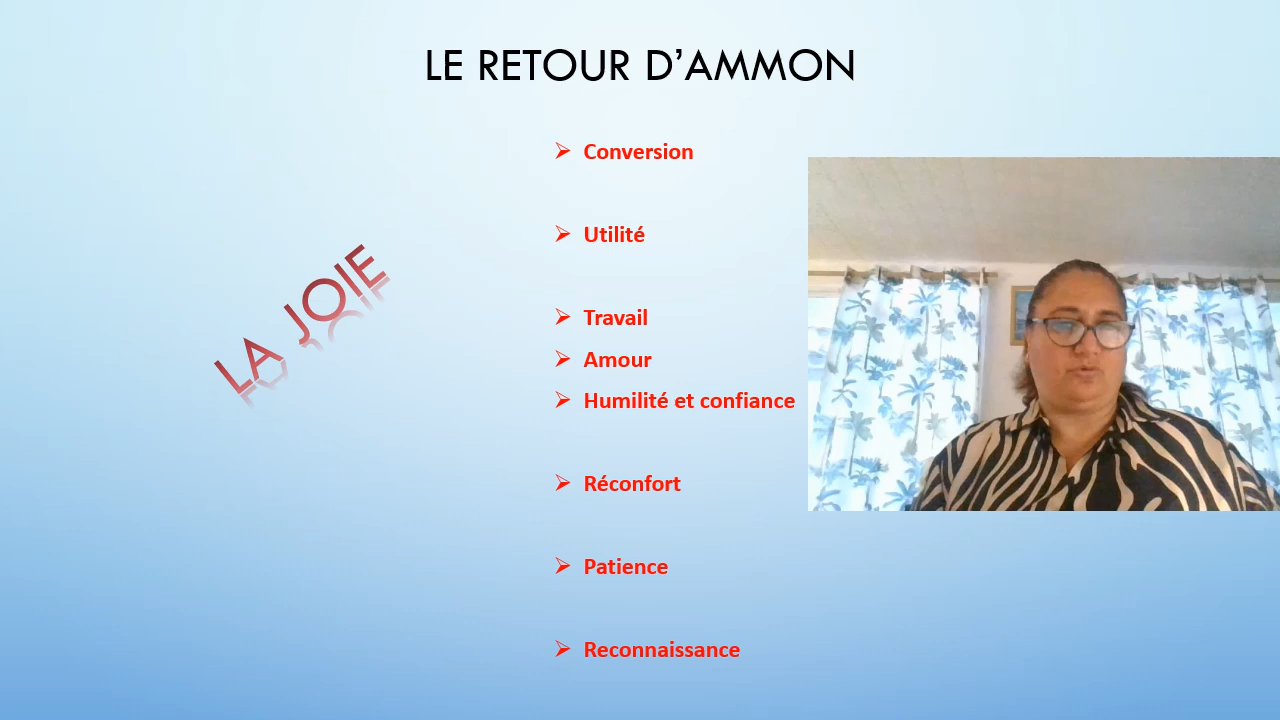 LE RETOUR D’AMMON
LA JOIE
Conversion
Utilité
Travail
Amour
Humilité et confiance
Réconfort
Patience
Reconnaissance